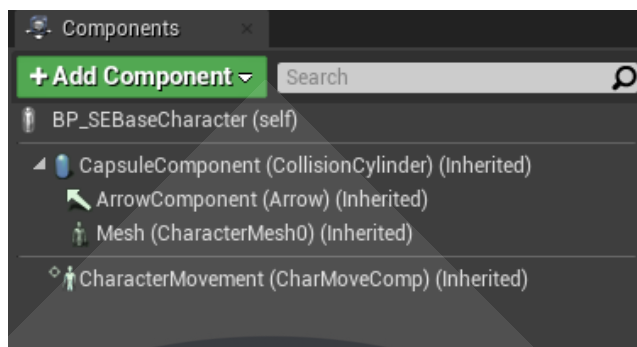 Components
+ Add Component
Search
BP_SEBaseCharacter (self)
CapsuleComponent (CollisionCylinder) (Inherited)
ArrowComponent (Arrow) (Inherited)
Mesh (CharacterMesh0) (Inherited)
CharacterMovement (CharMoveComp) (Inherited)